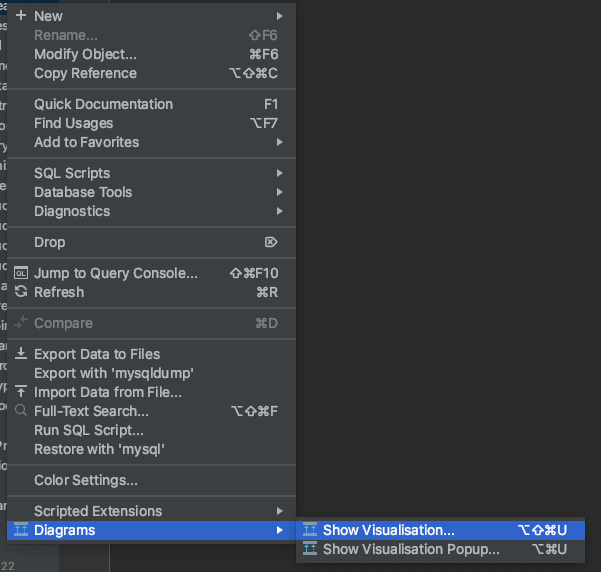 New
Rename... ⇧F6
Modify Object... ⌘F6
Copy Reference ⌥⇧⌘C
Quick Documentation F1
Find Usages ⌥F7
Add to Favorites
SQL Scripts
Database Tools
Diagnostics
Drop ⌦
QL Jump to Query Console... ⇧⌘F10
Refresh ⌘R
Compare ⌘D
Export Data to Files
Export with 'mysqldump'
Import Data from File...
Full-Text Search... ⌥⇧⌘F
Run SQL Script...
Restore with 'mysql'
Color Settings...
Scripted Extensions
Diagrams
Show Visualisation... ⌥⇧⌘U
Show Visualisation Popup... ⌥⌘U
22